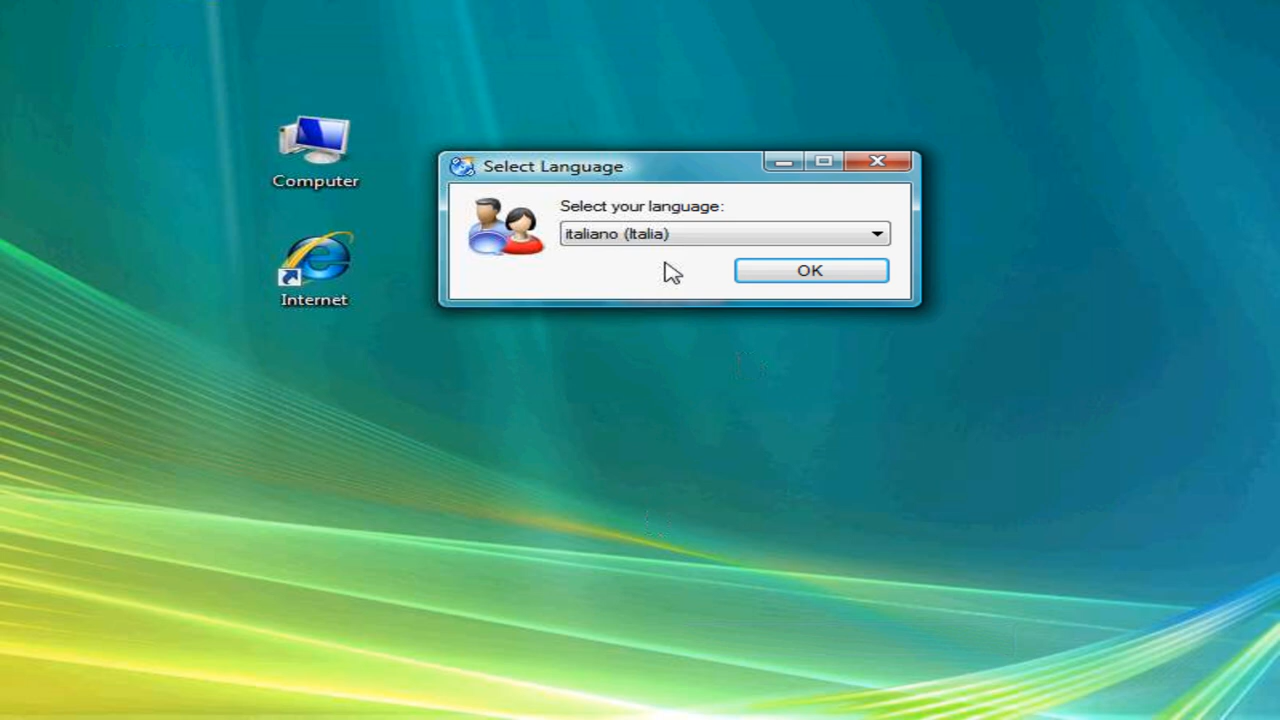 Computer
Internet
Select Language
Select your language:
italiano (Italia)
OK